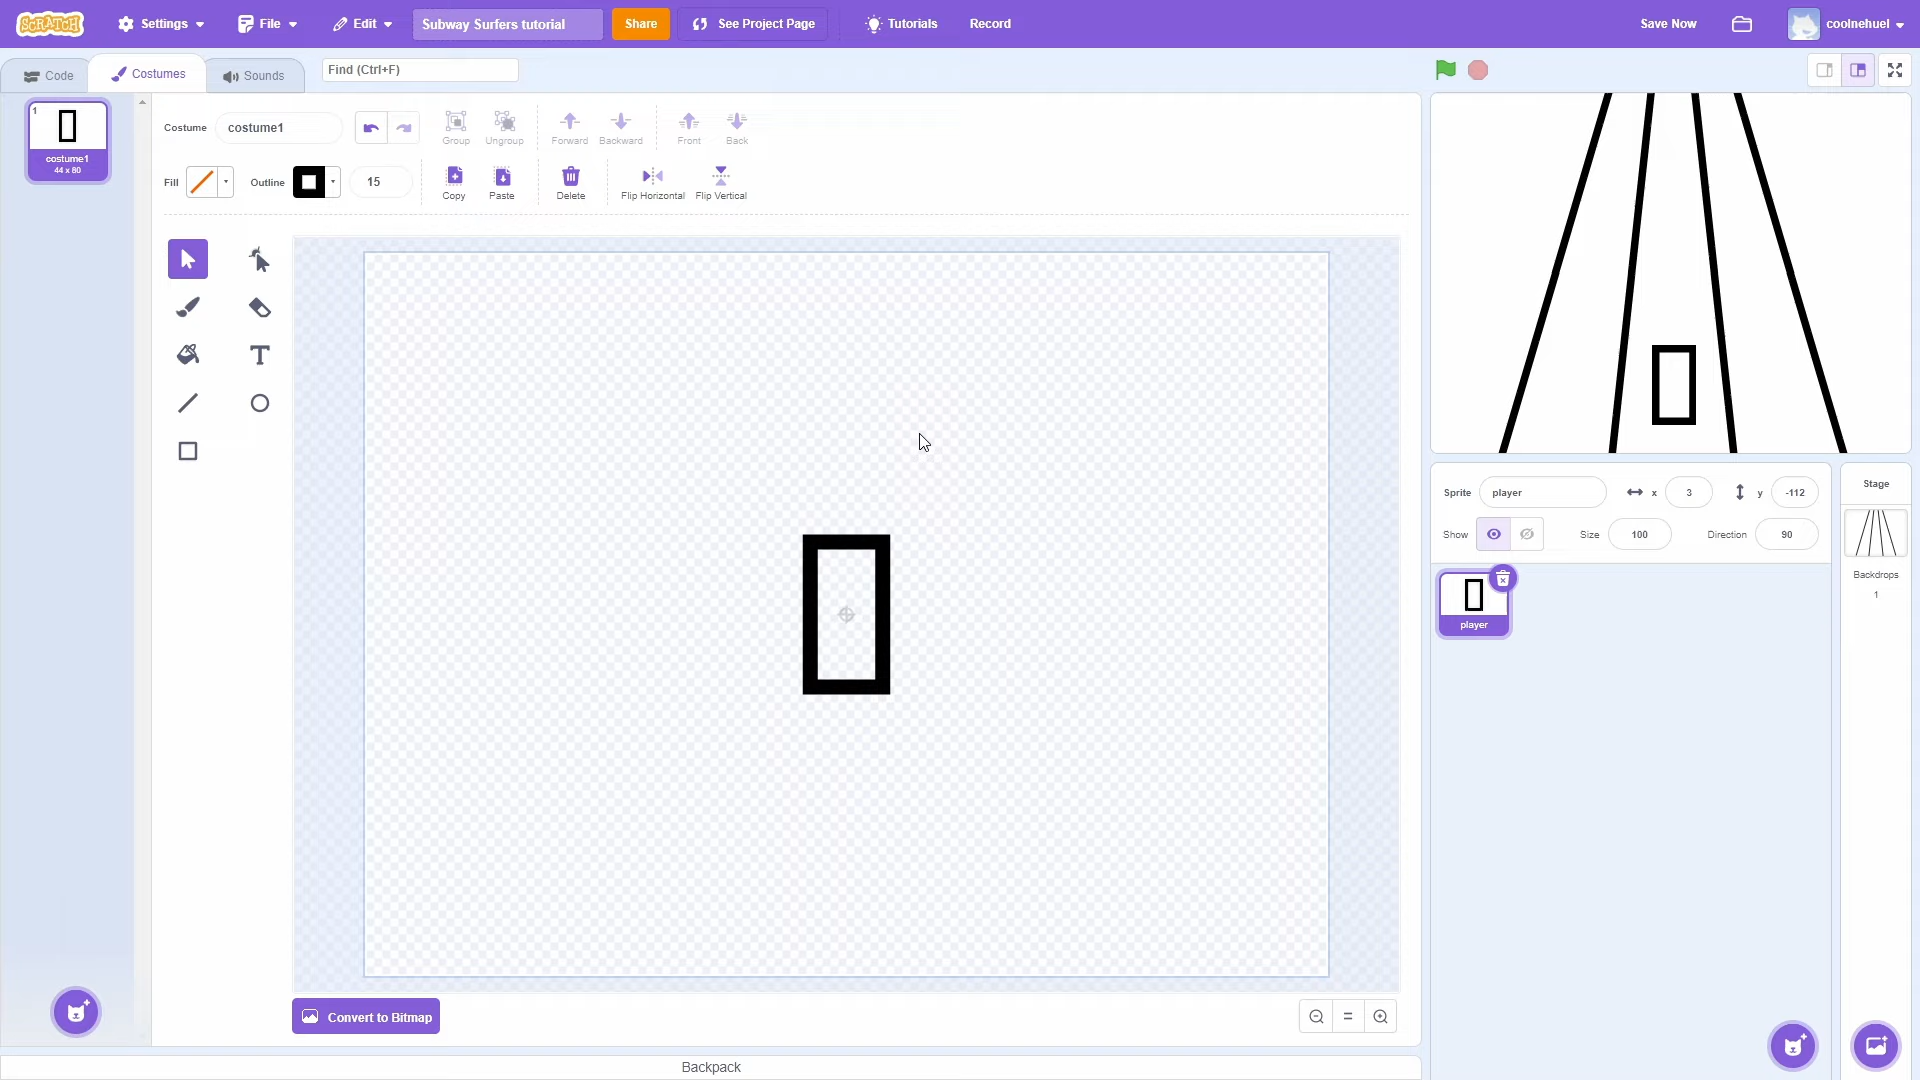 SCRATCH
Settings
File
Edit
Subway Surfers tutorial
Share
See Project Page
Tutorials
Record
Save Now
coolnehuel
Code
Costumes
Sounds
Find (Ctrl+F)
1
costume1
44 x 80
Costume
costume1
Group
Ungroup
Forward
Backward
Front
Back
Fill
Outline
15
Copy
Paste
Delete
Flip Horizontal
Flip Vertical
Convert to Bitmap
Backpack
Sprite
player
x
3
y
-112
Show
Size
100
Direction
90
player
Stage
Backdrops
1